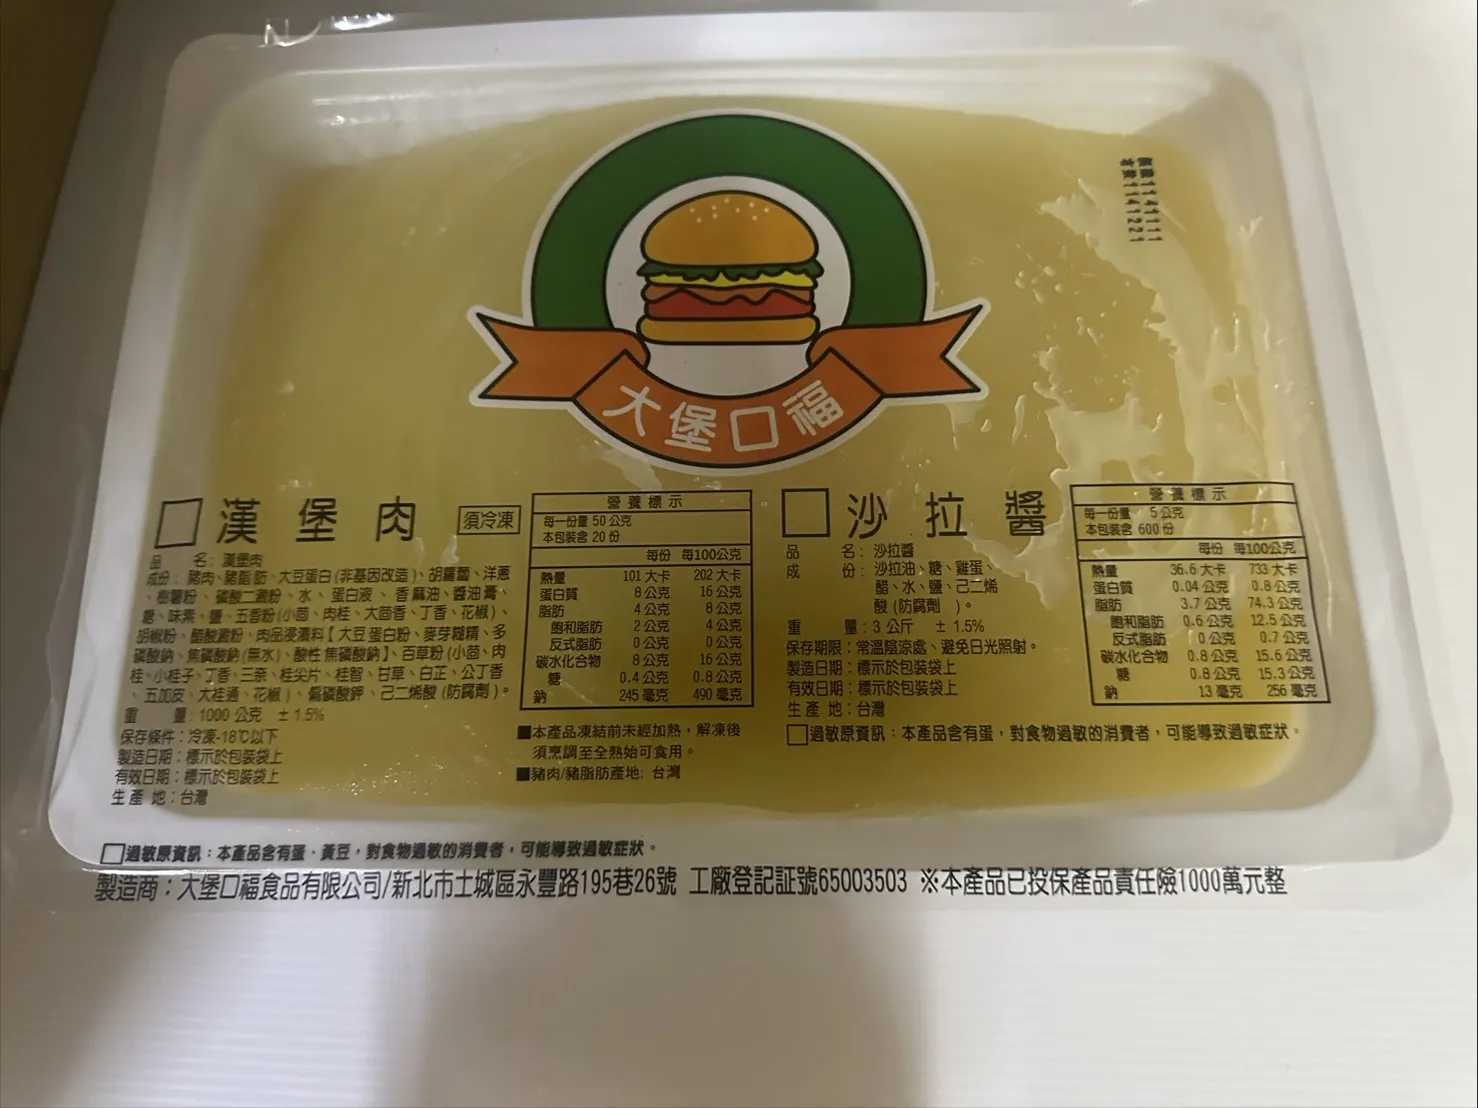 製造1141111
有效1141221
大堡口福
漢堡肉
須冷凍
品 名：漢堡肉
成份：豬肉、豬脂肪、大豆蛋白(非基因改造)、胡蘿蔔、洋蔥
、樹薯粉、磷酸二澱粉、水、蛋白液、香麻油、醬油膏、
糖、味素、鹽、五香粉(小茴、肉桂、大茴香、丁香、花椒)、
胡椒粉、醋酸澱粉、肉品浸漬料【大豆蛋白粉、麥芽糊精、多
磷酸鈉、焦磷酸鈉(無水)、酸性焦磷酸鈉】、百草粉(小茴、肉
桂、小桂子、丁香、三奈、桂尖片、桂智、甘草、白芷、公丁香
、五加皮、大桂通、花椒)、偏磷酸鉀、己二烯酸(防腐劑)。
重 量：1000公克 ±1.5%
保存條件：冷凍-18℃以下
製造日期：標示於包裝袋上
有效日期：標示於包裝袋上
生產地：台灣
營養標示
每一份量 50 公克
本包裝含 20 份
每份 每100公克
熱量 101 大卡 202 大卡
蛋白質 8 公克 16 公克
脂肪 4 公克 8 公克
飽和脂肪 2 公克 4 公克
反式脂肪 0 公克 0 公克
碳水化合物 8 公克 16 公克
糖 0.4 公克 0.8 公克
鈉 245 毫克 490 毫克
■本產品凍結前未經加熱，解凍後
須烹調至全熟始可食用。
■豬肉/豬脂肪產地：台灣
沙拉醬
品 名：沙拉醬
成 份：沙拉油、糖、雞蛋、
醋、水、鹽、己二烯
酸(防腐劑 )。
重 量：3 公斤 ±1.5%
保存期限：常溫陰涼處、避免日光照射。
製造日期：標示於包裝袋上
有效日期：標示於包裝袋上
生產地：台灣
營養標示
每一份量 5 公克
本包裝含 600 份
每份 每100公克
熱量 36.6 大卡 733 大卡
蛋白質 0.04 公克 0.8 公克
脂肪 3.7 公克 74.3 公克
飽和脂肪 0.6 公克 12.5 公克
反式脂肪 0 公克 0.7 公克
碳水化合物 0.8 公克 15.6 公克
糖 0.8 公克 15.3 公克
鈉 13 毫克 256 毫克
過敏原資訊：本產品含有蛋，對食物過敏的消費者，可能導致過敏症狀。
過敏原資訊：本產品含有蛋、黃豆，對食物過敏的消費者，可能導致過敏症狀。
製造商：大堡口福食品有限公司/新北市土城區永豐路195巷26號 工廠登記証號65003503 ※本產品已投保產品責任險1000萬元整